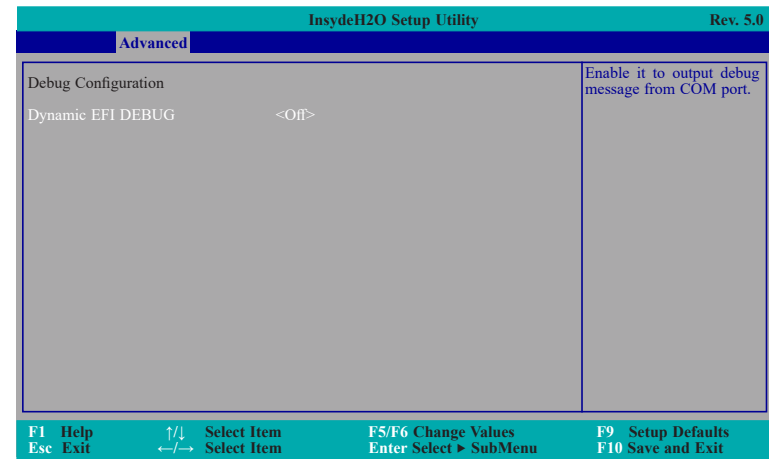 InsydeH2O Setup Utility Rev. 5.0
Advanced
Debug Configuration
Dynamic EFI DEBUG <Off>
Enable it to output debug
message from COM port.
F1 Help ↑/↓ Select Item F5/F6 Change Values F9 Setup Defaults
Esc Exit ←/→ Select Item Enter Select ▶ SubMenu F10 Save and Exit